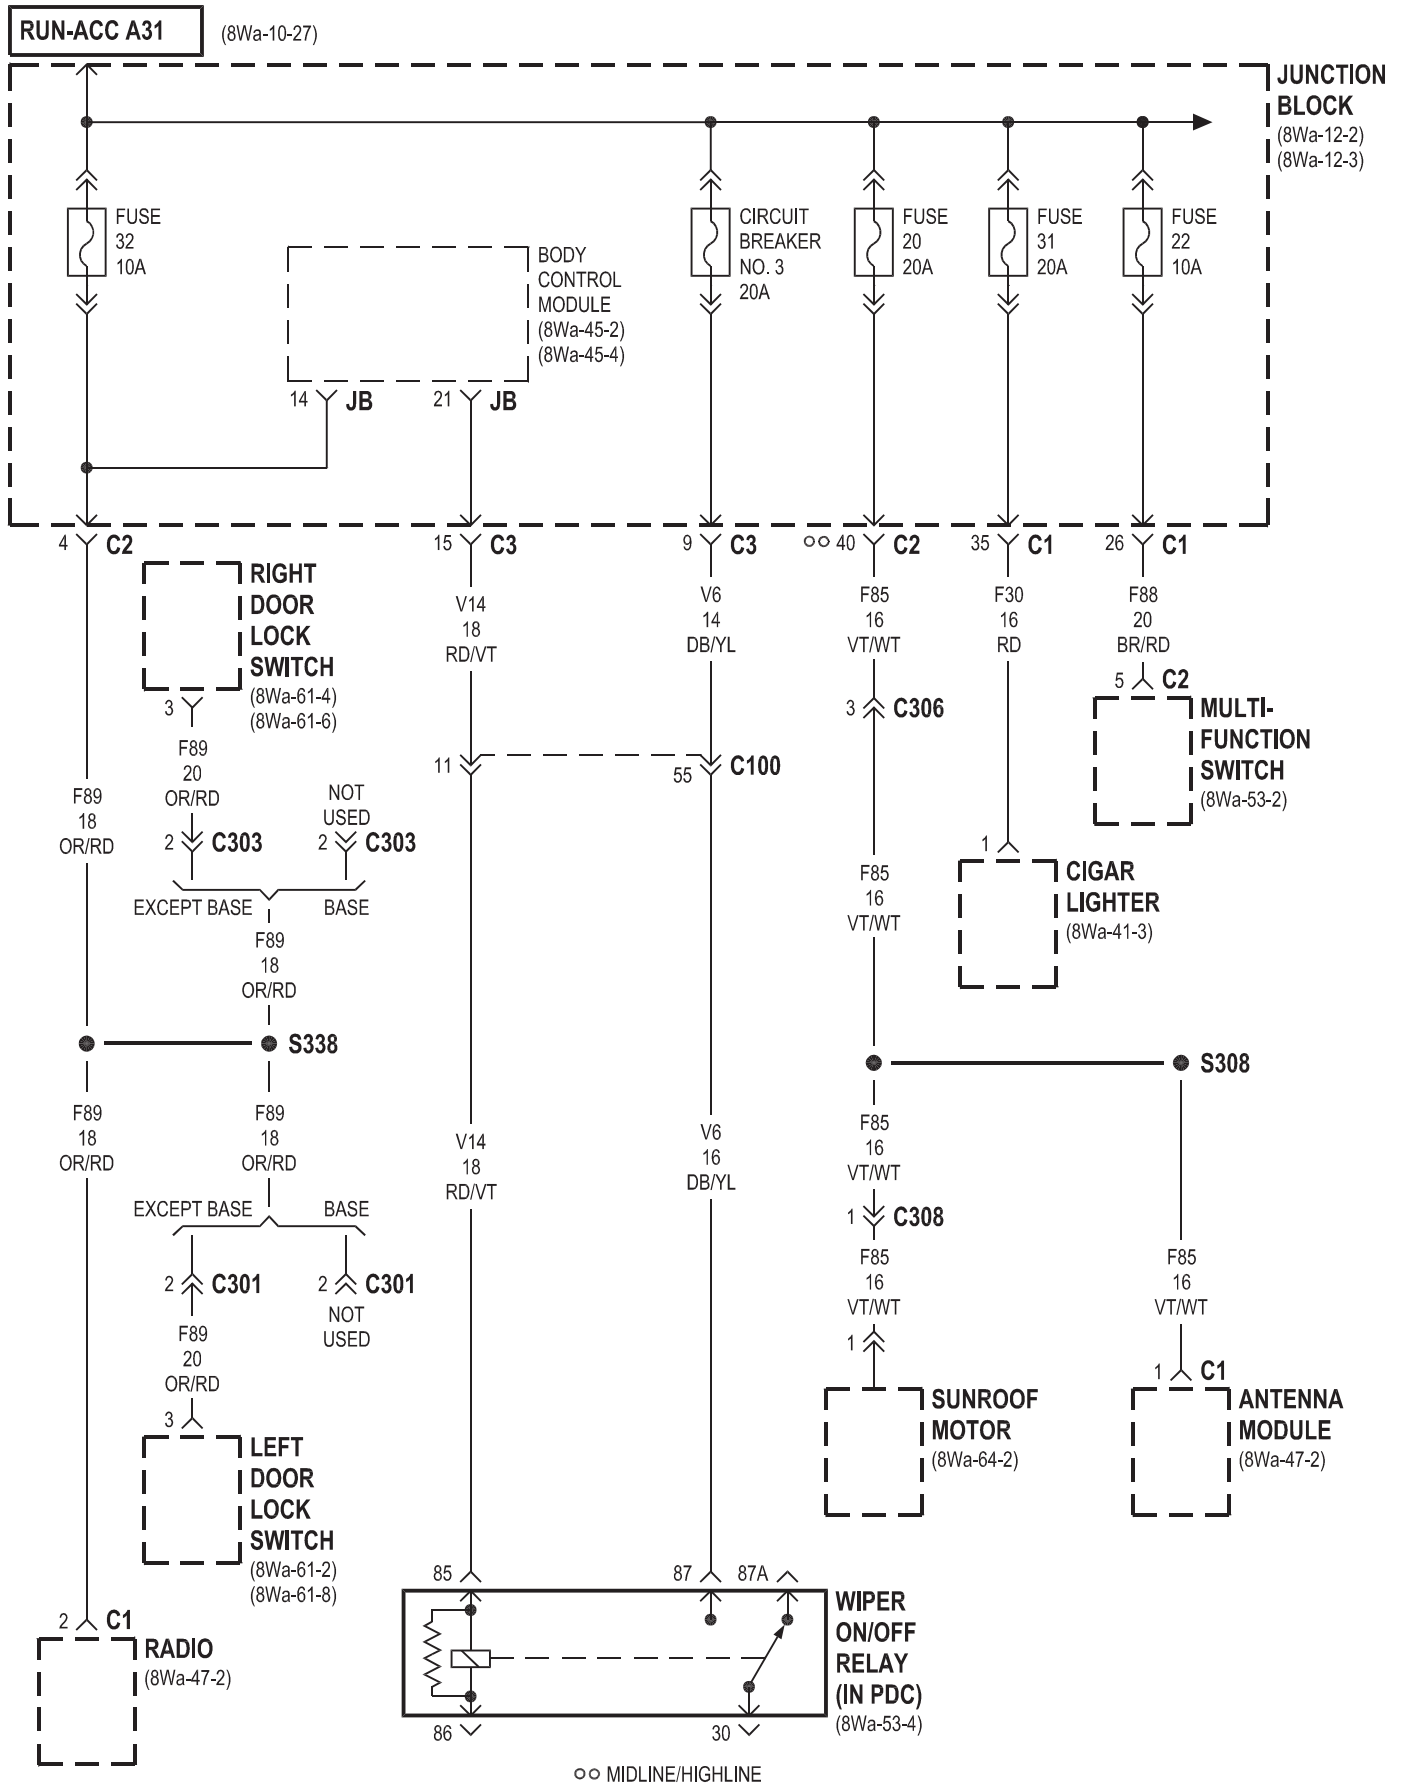 RUN-ACC A31
(8Wa-10-27)
JUNCTION
BLOCK
(8Wa-12-2)
(8Wa-12-3)
FUSE
32
10A
BODY
CONTROL
MODULE
(8Wa-45-2)
(8Wa-45-4)
CIRCUIT
BREAKER
NO. 3
20A
FUSE
20
20A
FUSE
31
20A
FUSE
22
10A
14 JB
21 JB
4 C2
15 C3
9 C3
40 C2
35 C1
26 C1
RIGHT
DOOR
LOCK
SWITCH
(8Wa-61-4)
(8Wa-61-6)
3
V14
18
RD/VT
V6
14
DB/YL
F85
16
VT/WT
F30
16
RD
F88
20
BR/RD
5 C2
MULTI-
FUNCTION
SWITCH
(8Wa-53-2)
3 C306
11
55 C100
F89
18
OR/RD
F89
20
OR/RD
NOT
USED
2 C303
2 C303
EXCEPT BASE
BASE
F89
18
OR/RD
F85
16
VT/WT
1
CIGAR
LIGHTER
(8Wa-41-3)
S338
S308
F89
18
OR/RD
F89
18
OR/RD
V14
18
RD/VT
V6
16
DB/YL
F85
16
VT/WT
EXCEPT BASE
BASE
1 C308
2 C301
2 C301
NOT
USED
F89
20
OR/RD
F85
16
VT/WT
F85
16
VT/WT
1
1 C1
3
LEFT
DOOR
LOCK
SWITCH
(8Wa-61-2)
(8Wa-61-8)
SUNROOF
MOTOR
(8Wa-64-2)
ANTENNA
MODULE
(8Wa-47-2)
85
87
87A
2 C1
RADIO
(8Wa-47-2)
WIPER
ON/OFF
RELAY
(IN PDC)
(8Wa-53-4)
86
30
MIDLINE/HIGHLINE